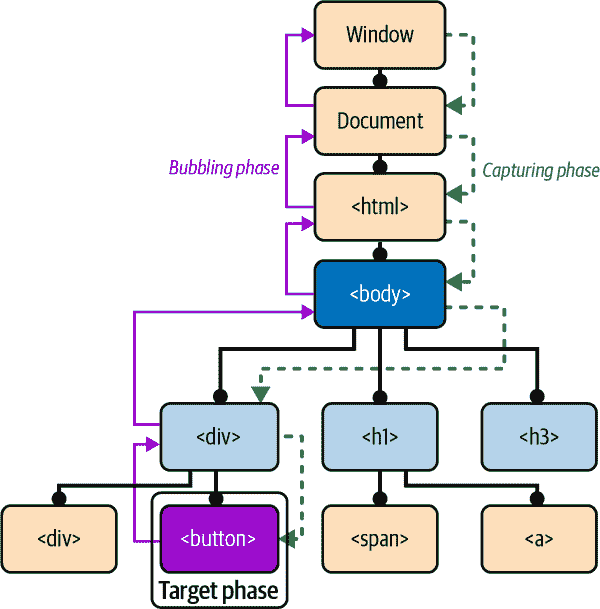 Window
Document
Bubbling phase
Capturing phase
<html>
<body>
<div>
<h1>
<h3>
<div>
<button>
<span>
<a>
Target phase